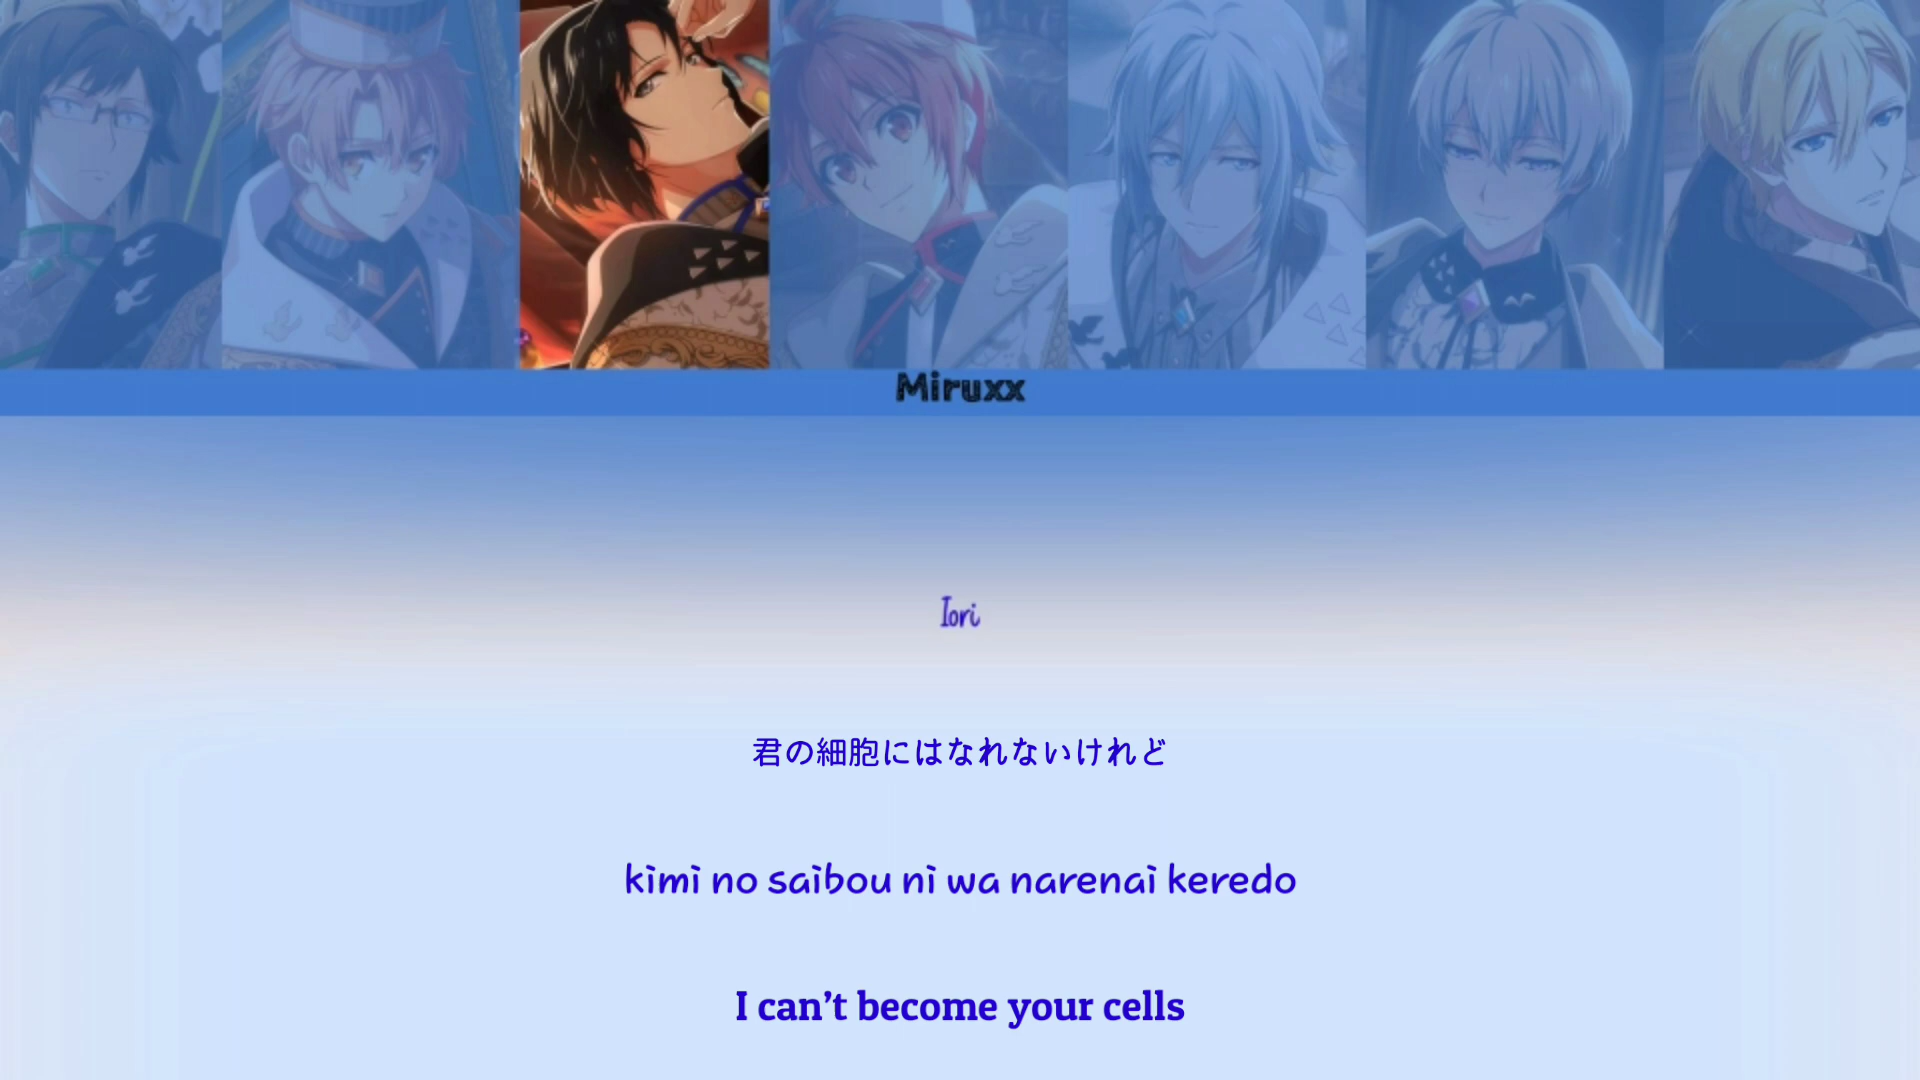 Miruxx
Iori
君の細胞にはなれないけれど
kimi no saibou ni wa narenai keredo
I can’t become your cells